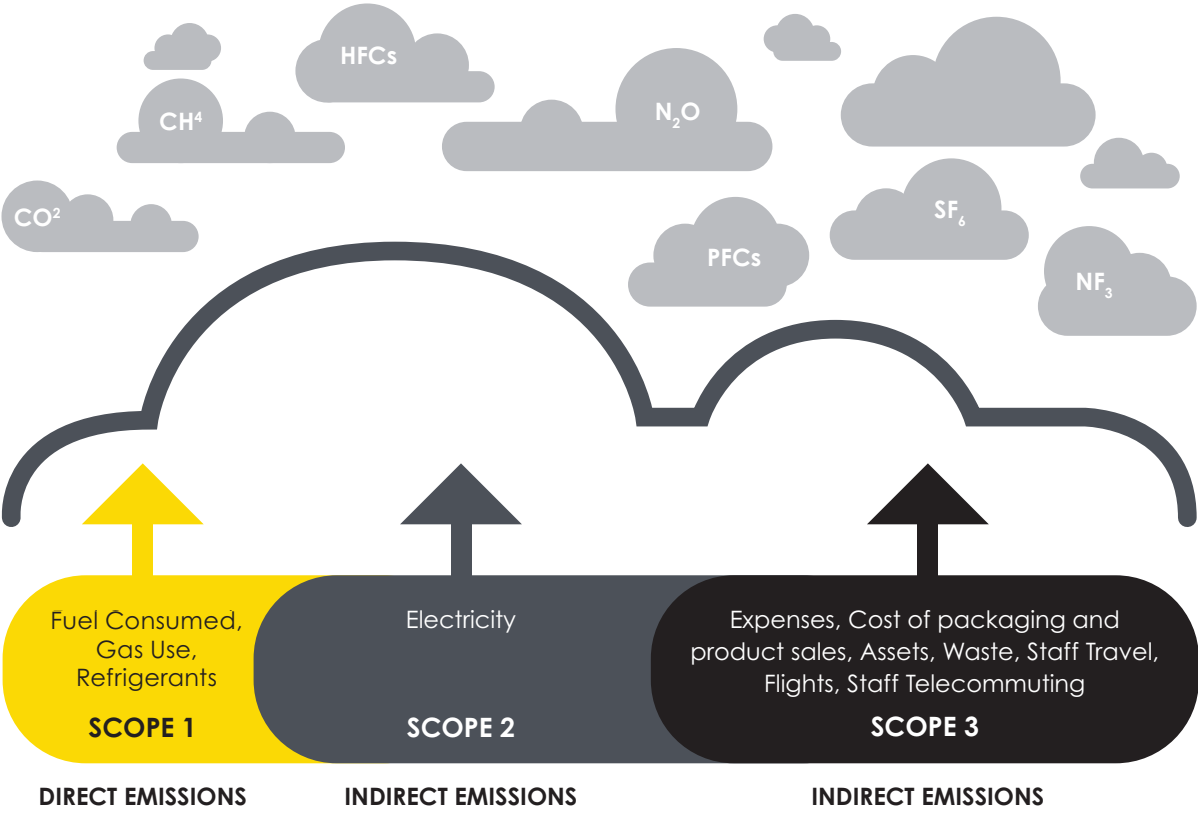 HFCs
CH⁴
N₂O
CO²
SF₆
PFCs
NF₃
Fuel Consumed,
Gas Use,
Refrigerants
SCOPE 1
Electricity
SCOPE 2
Expenses, Cost of packaging and
product sales, Assets, Waste, Staff Travel,
Flights, Staff Telecommuting
SCOPE 3
DIRECT EMISSIONS
INDIRECT EMISSIONS
INDIRECT EMISSIONS